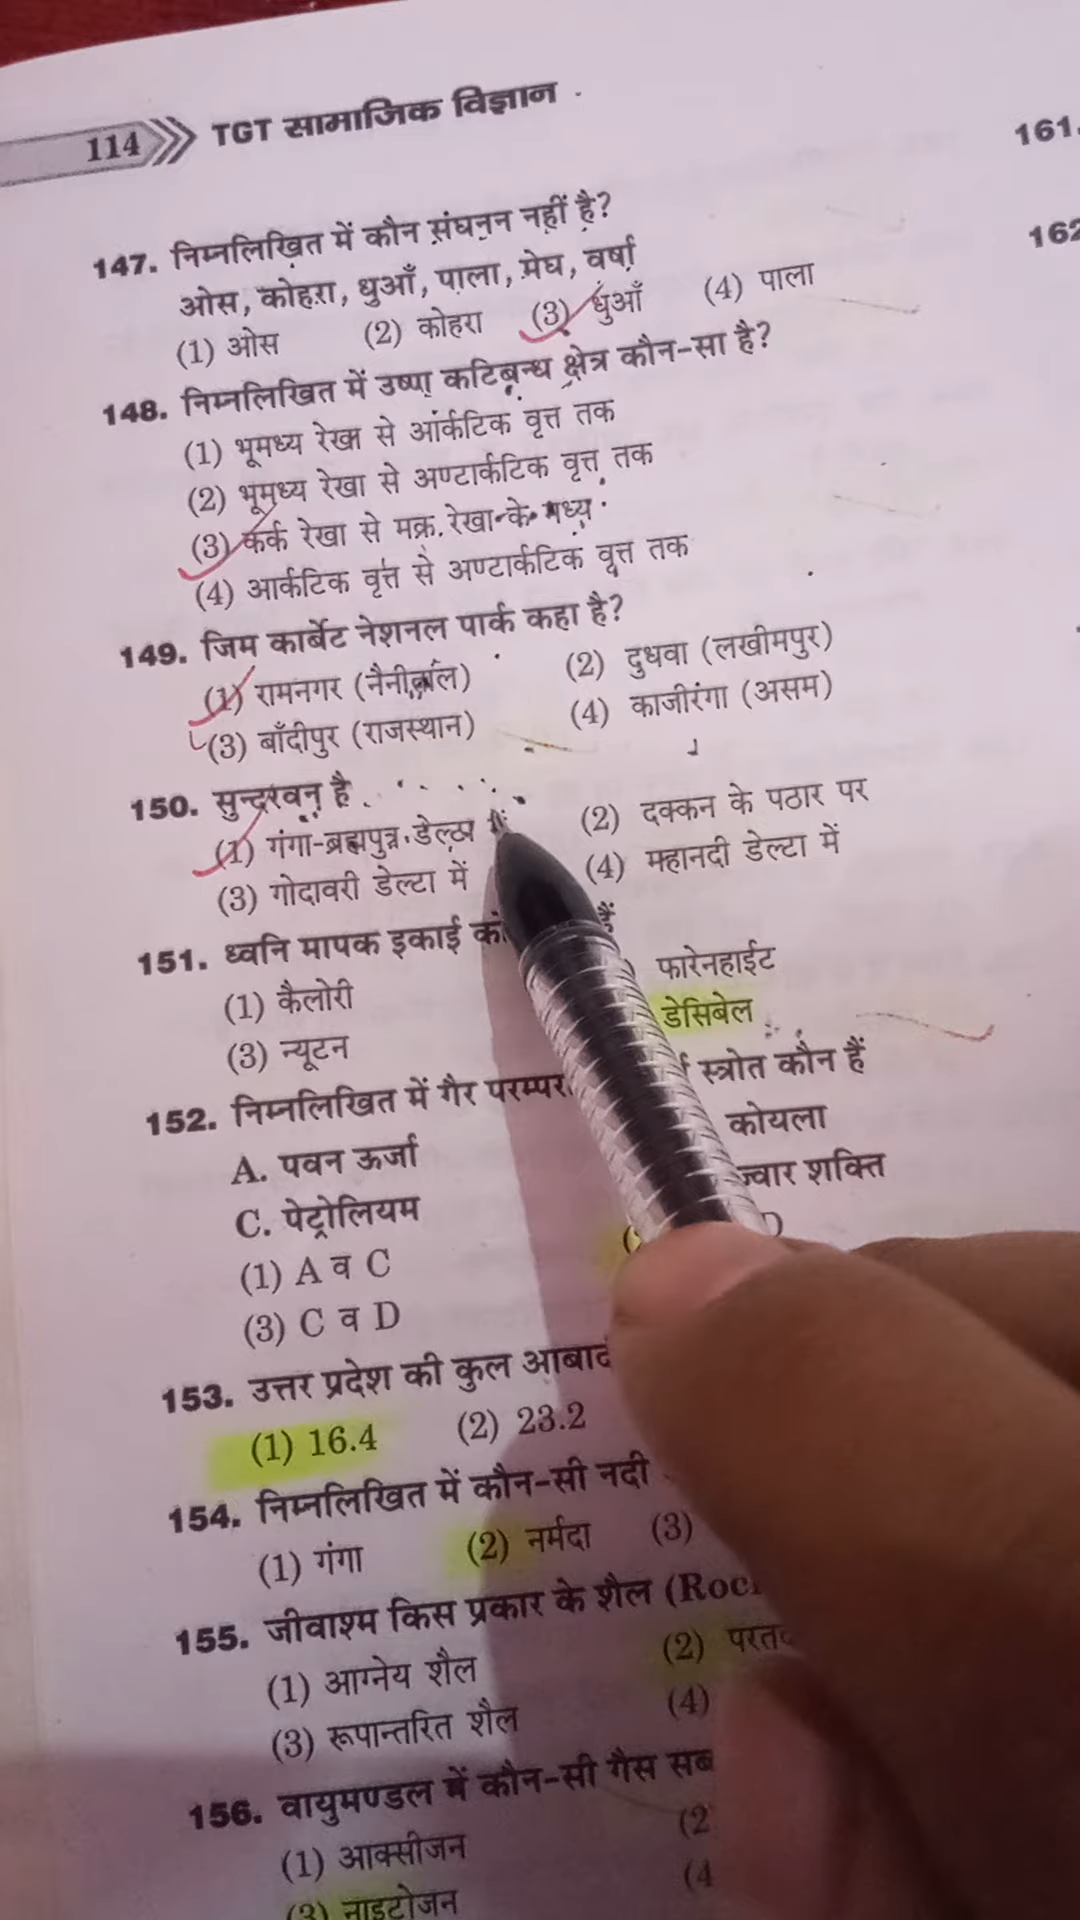 114 TGT सामाजिक विज्ञान
161.
162
147. निम्नलिखित में कौन संघनन नहीं है?
ओस, कोहरा, धुआँ, पाला, मेघ, वर्षा
(1) ओस (2) कोहरा (3) धुआँ (4) पाला
148. निम्नलिखित में उष्ण कटिबन्ध क्षेत्र कौन-सा है?
(1) भूमध्य रेखा से आर्कटिक वृत्त तक
(2) भूमध्य रेखा से अण्टार्कटिक वृत्त तक
(3) कर्क रेखा से मकर रेखा के मध्य
(4) आर्कटिक वृत्त से अण्टार्कटिक वृत्त तक
149. जिम कार्बेट नेशनल पार्क कहा है?
(1) रामनगर (नैनीताल) (2) दुधवा (लखीमपुर)
(3) बाँदीपुर (राजस्थान) (4) काजीरंगा (असम)
150. सुन्दरवन है
(1) गंगा-ब्रह्मपुत्र डेल्टा में (2) दक्कन के पठार पर
(3) गोदावरी डेल्टा में (4) महानदी डेल्टा में
151. ध्वनि मापक इकाई हैं
(1) कैलोरी फारेनहाईट
(3) न्यूटन डेसिबेल
152. निम्नलिखित में गैर स्त्रोत कौन हैं
A. पवन ऊर्जा कोयला
C. पेट्रोलियम ज्वार शक्ति
(1) A व C D
(3) C व D
153. उत्तर प्रदेश की कुल
(1) 16.4 (2) 23.2
154. निम्नलिखित में कौन-सी नदी
(1) गंगा (2) नर्मदा (3)
155. जीवाश्म किस प्रकार के शैल
(1) आग्नेय शैल (2)
(3) रूपान्तरित शैल (4)
156. वायुमण्डल में कौन-सी गैस सब
(1) आक्सीजन (2
(3) नाइट्रोजन (4